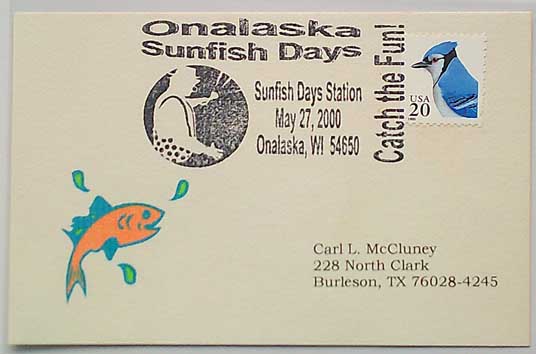 Onalaska
Sunfish Days
Sunfish Days Station
May 27, 2000
Onalaska, WI 54650
Catch the Fun!
USA
20
Carl L. McCluney
228 North Clark
Burleson, TX 76028-4245